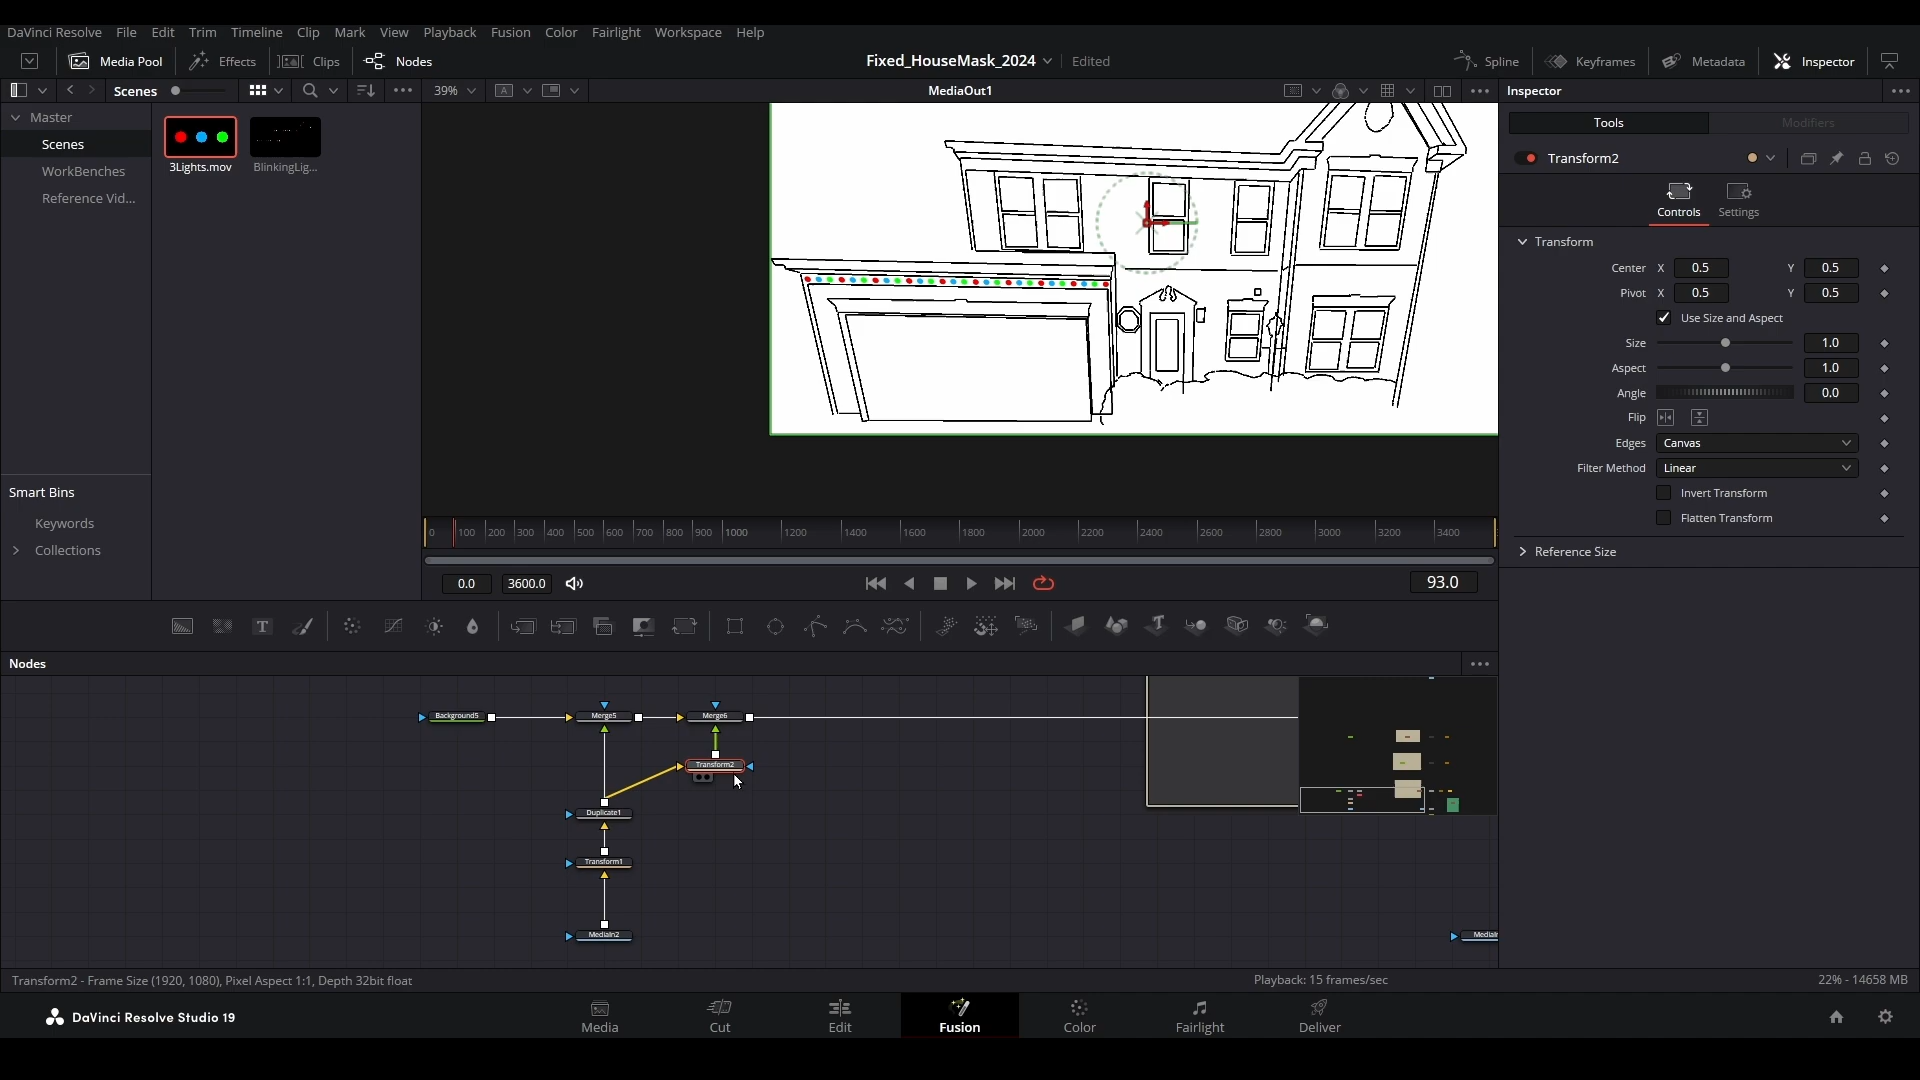 DaVinci Resolve File Edit Trim Timeline Clip Mark View Playback Fusion Color Fairlight Workspace Help
Media Pool Effects Clips Nodes Fixed_HouseMask_2024 Edited Spline Keyframes Metadata Inspector
Scenes 39% A MediaOut1 Inspector
Master
Scenes
WorkBenches
Reference Vid...
Smart Bins
Keywords
Collections
3Lights.mov BlinkingLig...
Tools Modifiers
Transform2
Controls Settings
Transform
Center X 0.5 Y 0.5
Pivot X 0.5 Y 0.5
Use Size and Aspect
Size 1.0
Aspect 1.0
Angle 0.0
Flip
Edges Canvas
Filter Method Linear
Invert Transform
Flatten Transform
Reference Size
0 100 200 300 400 500 600 700 800 900 1000 1200 1400 1600 1800 2000 2200 2400 2600 2800 3000 3200 3400
0.0 3600.0 93.0
T
Nodes
Background5 Merge5 Merge6
Transform2
Duplicate1
Transform1
MediaIn2 MediaIn
Transform2 - Frame Size (1920, 1080), Pixel Aspect 1:1, Depth 32bit float Playback: 15 frames/sec 22% - 14658 MB
DaVinci Resolve Studio 19 Media Cut Edit Fusion Color Fairlight Deliver